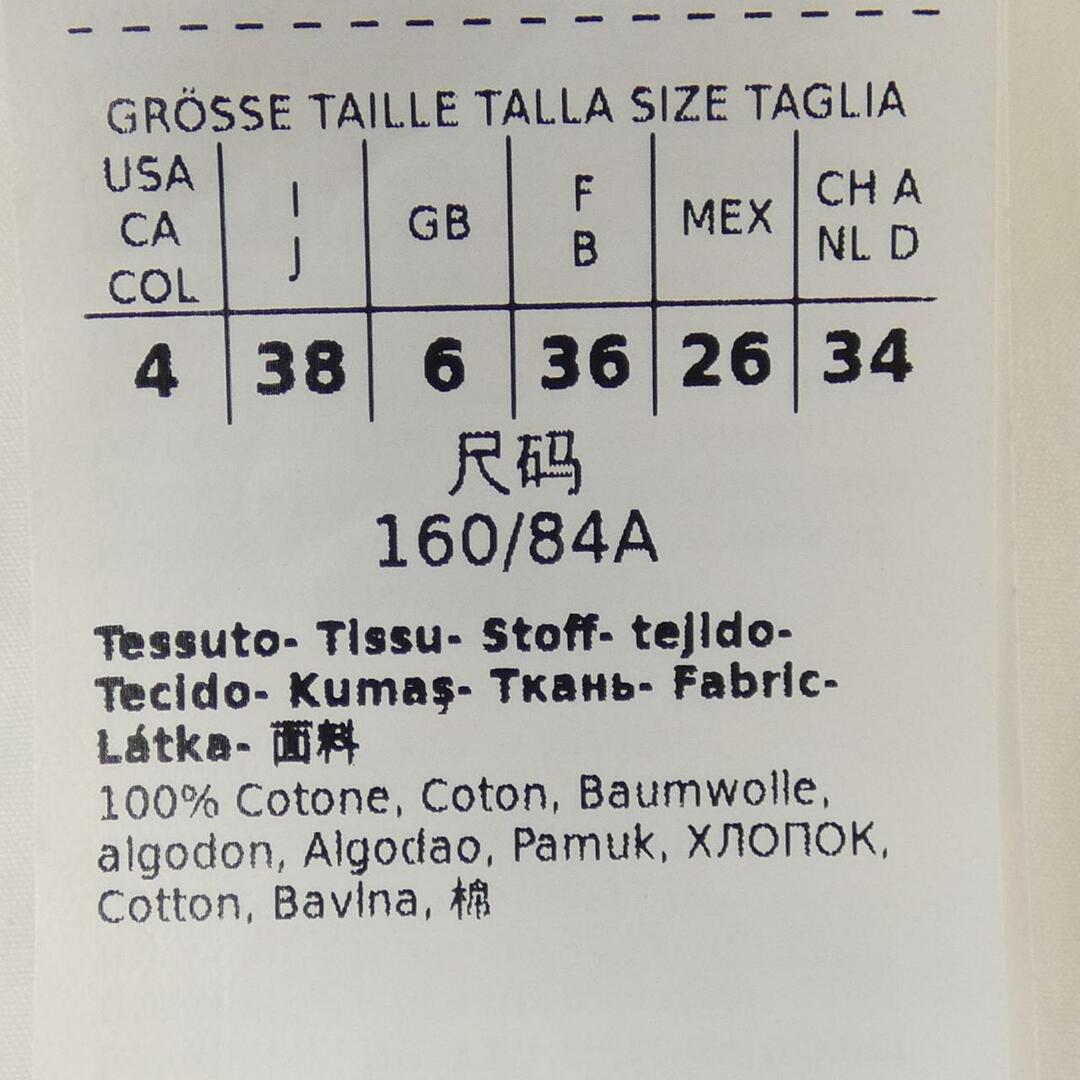 GRÖSSE TAILLE TALLA SIZE TAGLIA
USA CA COL | I J | GB | F B | MEX | CH A NL D
4 | 38 | 6 | 36 | 26 | 34
尺码
160/84A
Tessuto- Tissu- Stoff- tejido-
Tecido- Kumaş- Ткань- Fabric-
Látka- 面料
100% Cotone, Coton, Baumwolle,
algodon, Algodao, Pamuk, ХЛОПОК,
Cotton, Bavlna, 棉